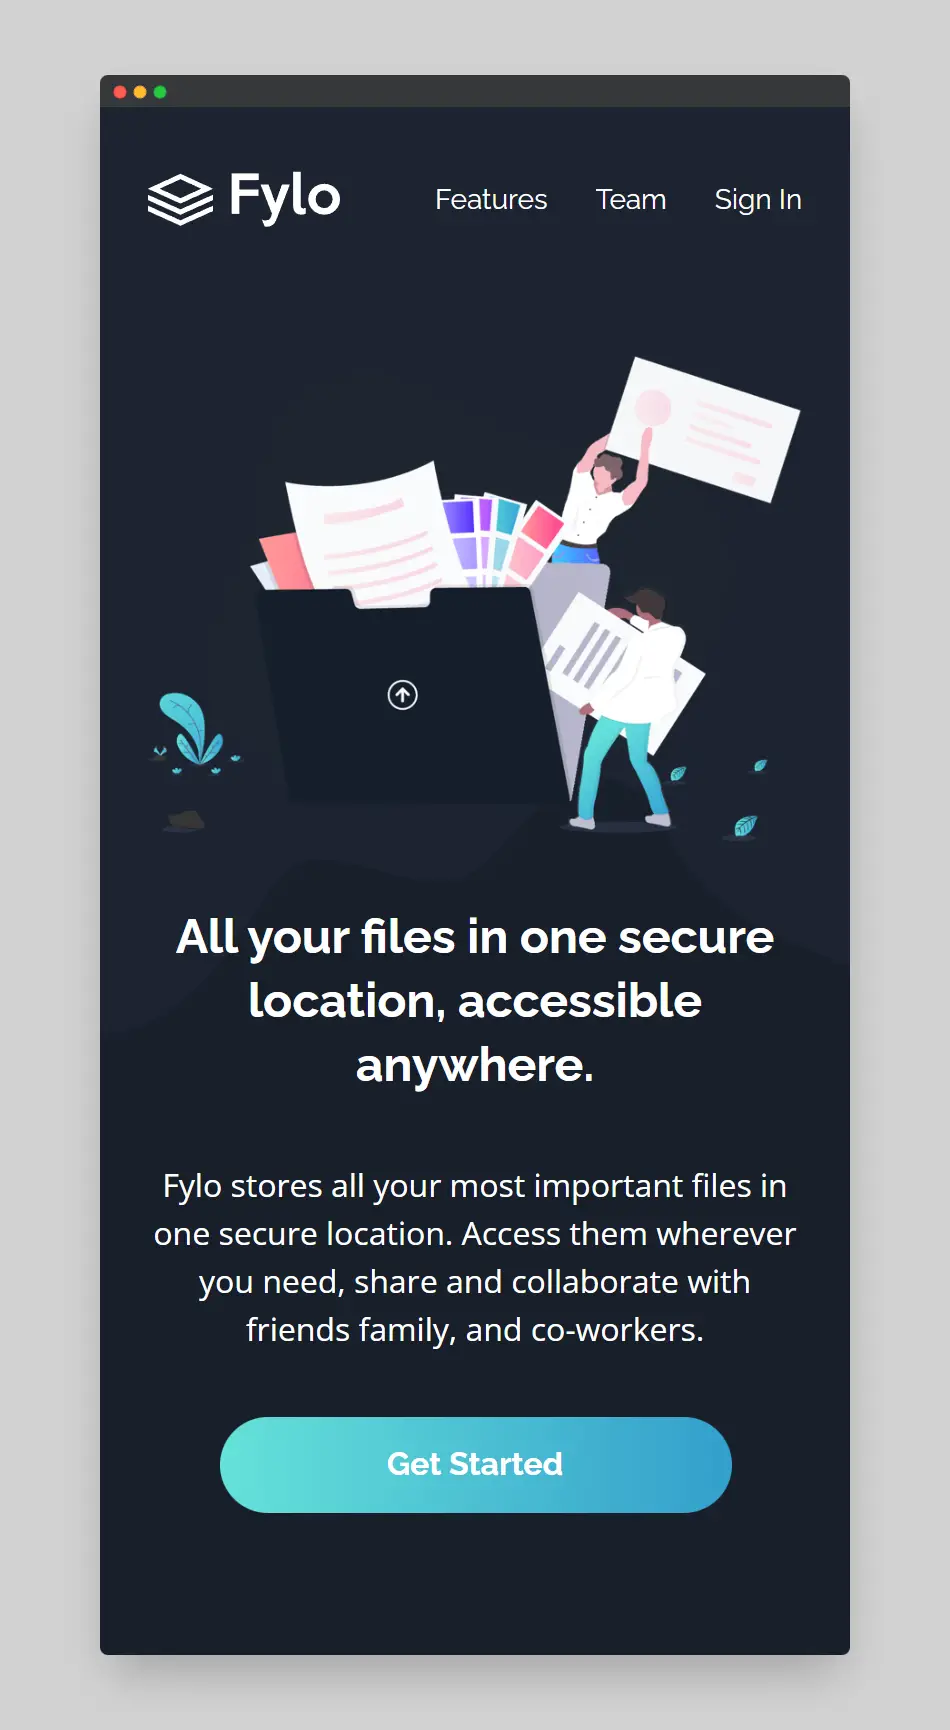 Fylo
Features Team Sign In
All your files in one secure
location, accessible
anywhere.
Fylo stores all your most important files in
one secure location. Access them wherever
you need, share and collaborate with
friends family, and co-workers.
Get Started